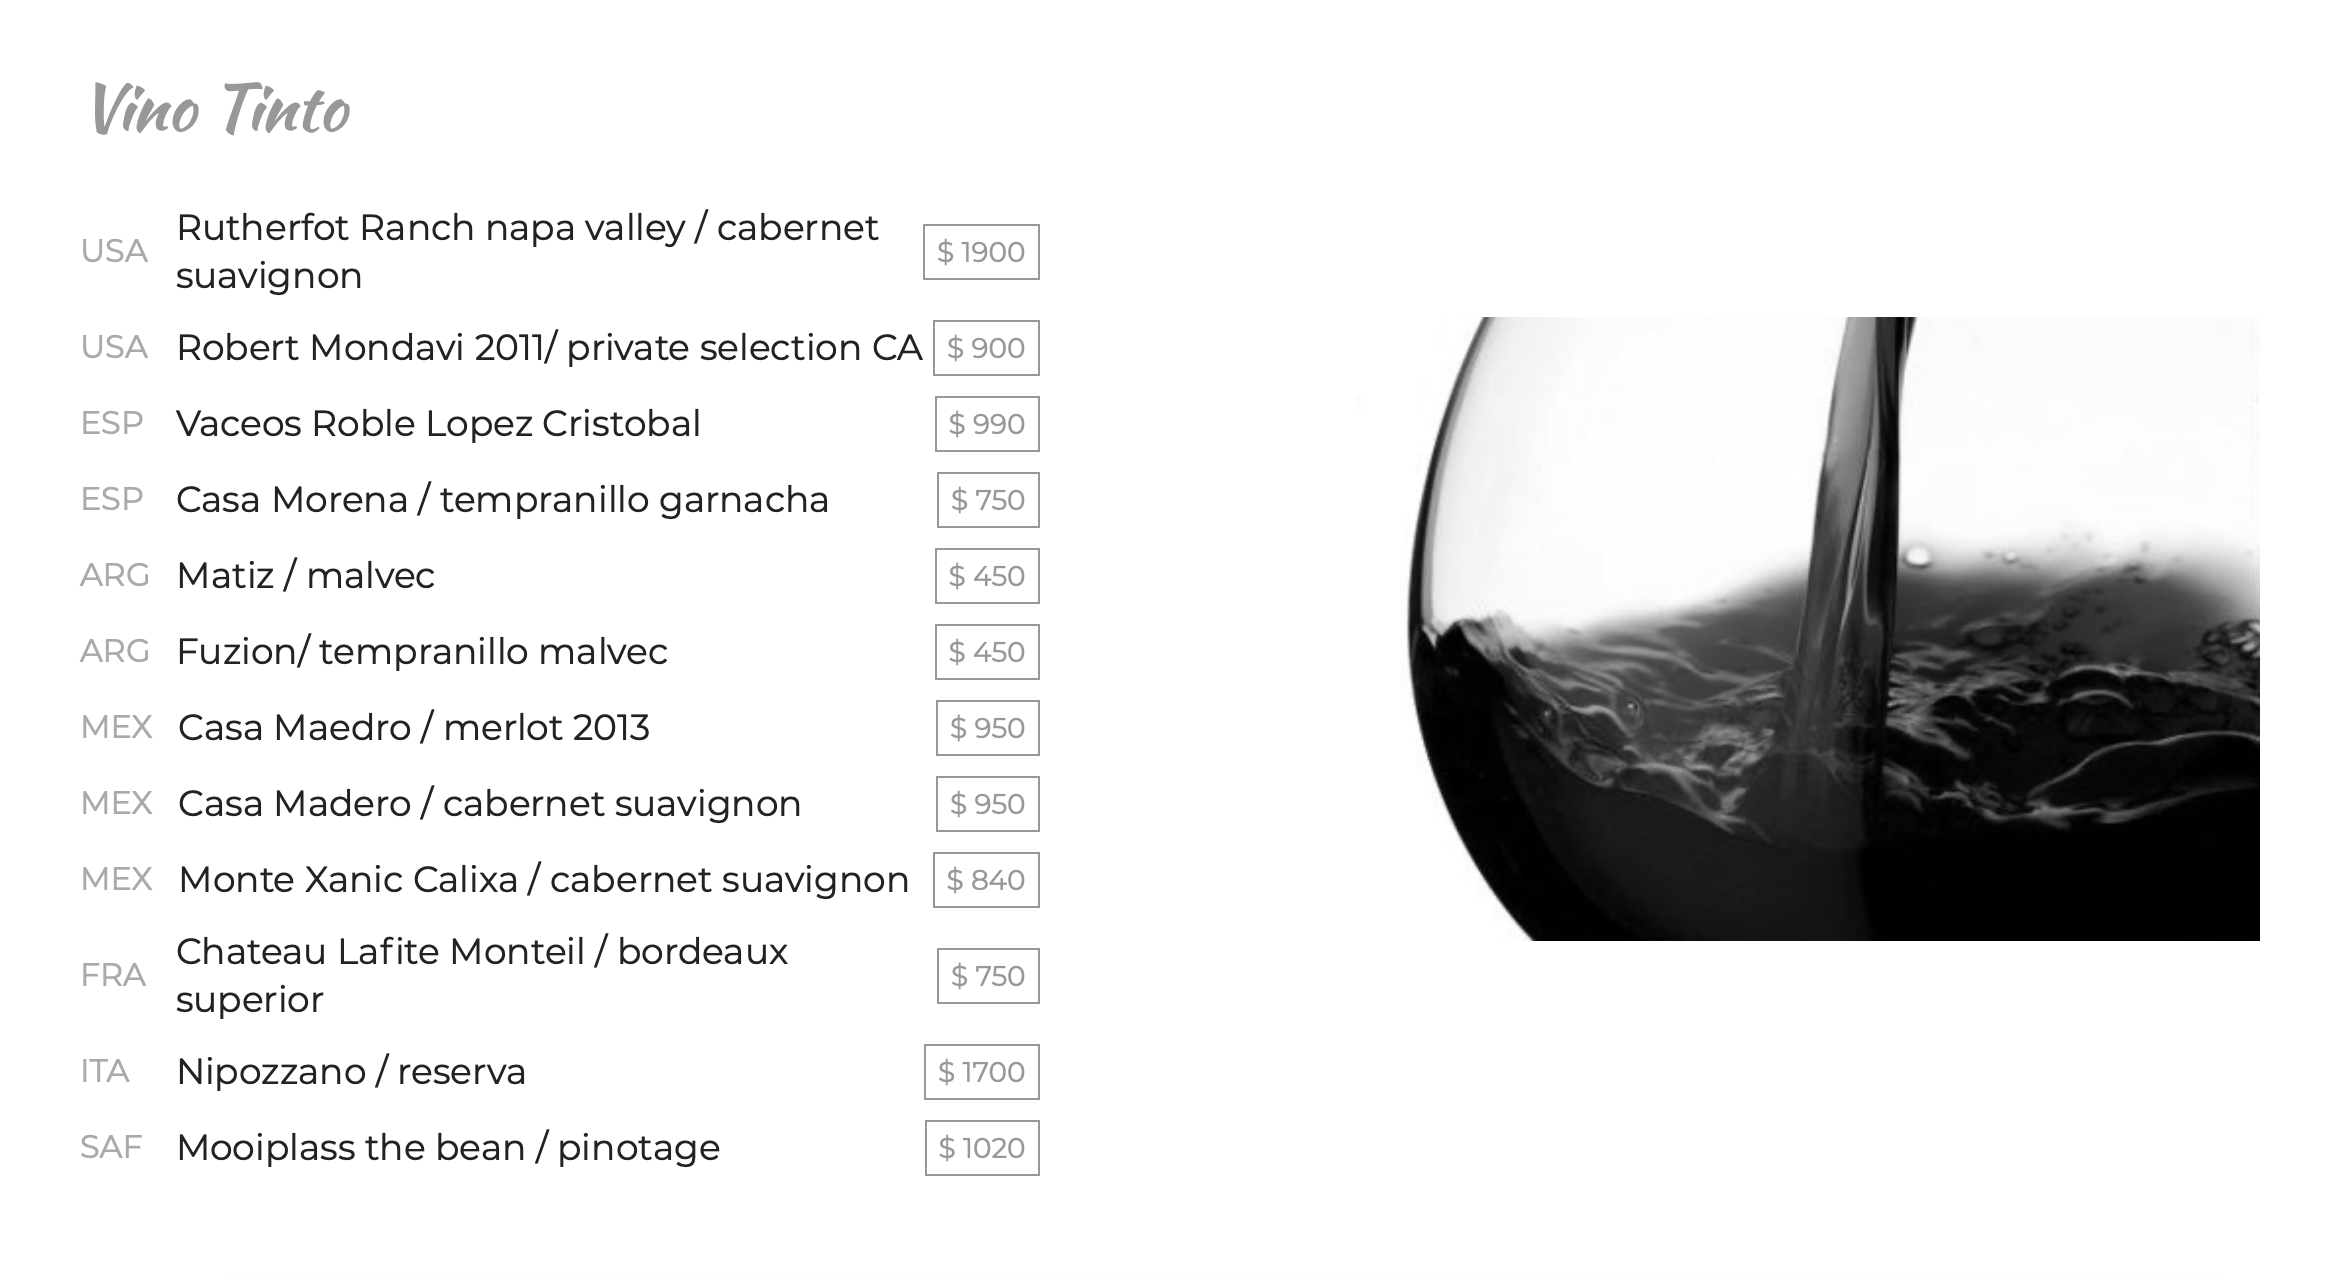 Vino Tinto
USA Rutherfot Ranch napa valley / cabernet
suavignon $ 1900
USA Robert Mondavi 2011/ private selection CA $ 900
ESP Vaceos Roble Lopez Cristobal $ 990
ESP Casa Morena / tempranillo garnacha $ 750
ARG Matiz / malvec $ 450
ARG Fuzion/ tempranillo malvec $ 450
MEX Casa Maedro / merlot 2013 $ 950
MEX Casa Madero / cabernet suavignon $ 950
MEX Monte Xanic Calixa / cabernet suavignon $ 840
FRA Chateau Lafite Monteil / bordeaux
superior $ 750
ITA Nipozzano / reserva $ 1700
SAF Mooiplass the bean / pinotage $ 1020